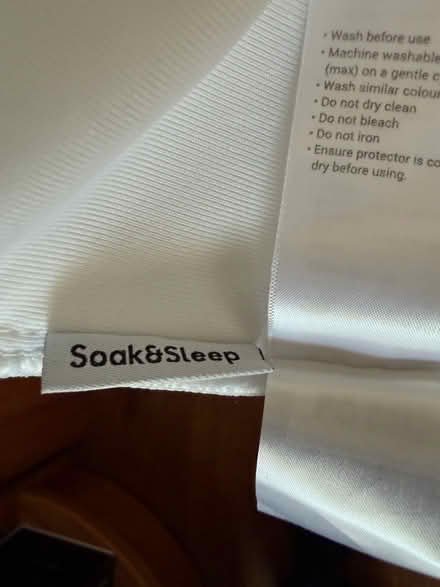 • Wash before use
• Machine washable
(max) on a gentle c
• Wash similar colour
• Do not dry clean
• Do not bleach
• Do not iron
• Ensure protector is co
dry before using.
Soak&Sleep